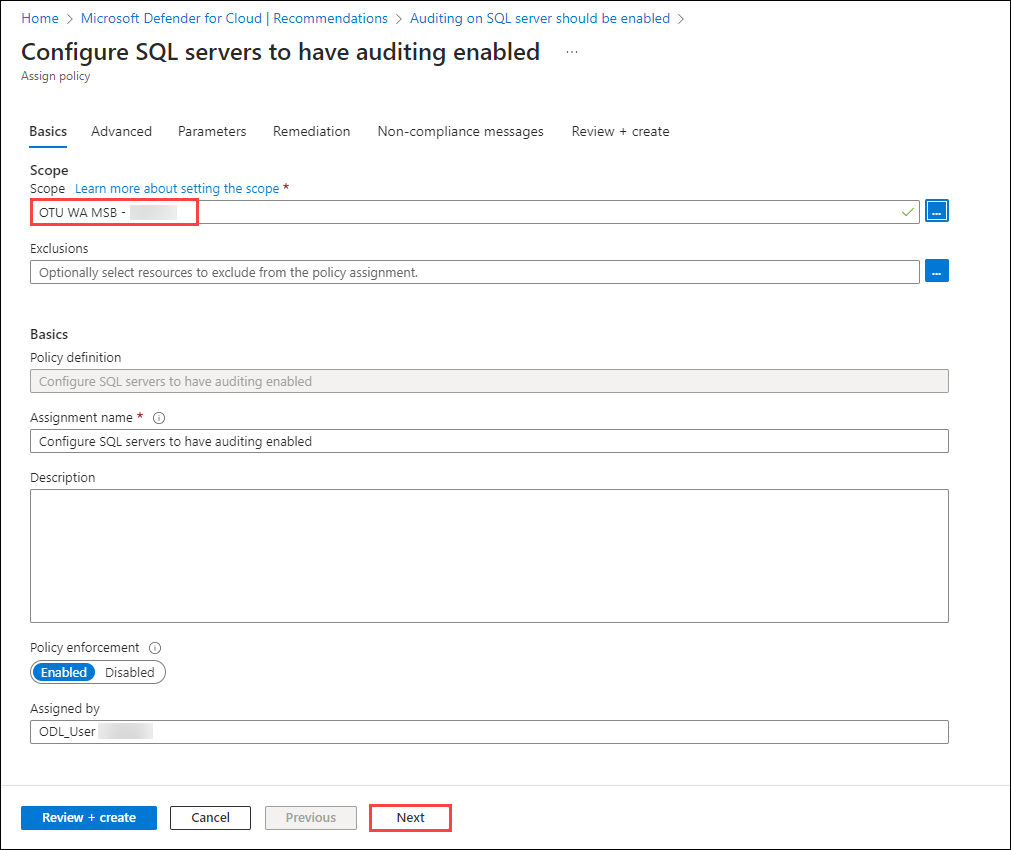 Home > Microsoft Defender for Cloud | Recommendations > Auditing on SQL server should be enabled >
Configure SQL servers to have auditing enabled ...
Assign policy
Basics Advanced Parameters Remediation Non-compliance messages Review + create
Scope
Scope Learn more about setting the scope *
OTU WA MSB - ...
Exclusions
Optionally select resources to exclude from the policy assignment. ...
Basics
Policy definition
Configure SQL servers to have auditing enabled
Assignment name *
Configure SQL servers to have auditing enabled
Description
Policy enforcement
Enabled Disabled
Assigned by
ODL_User
Review + create Cancel Previous Next